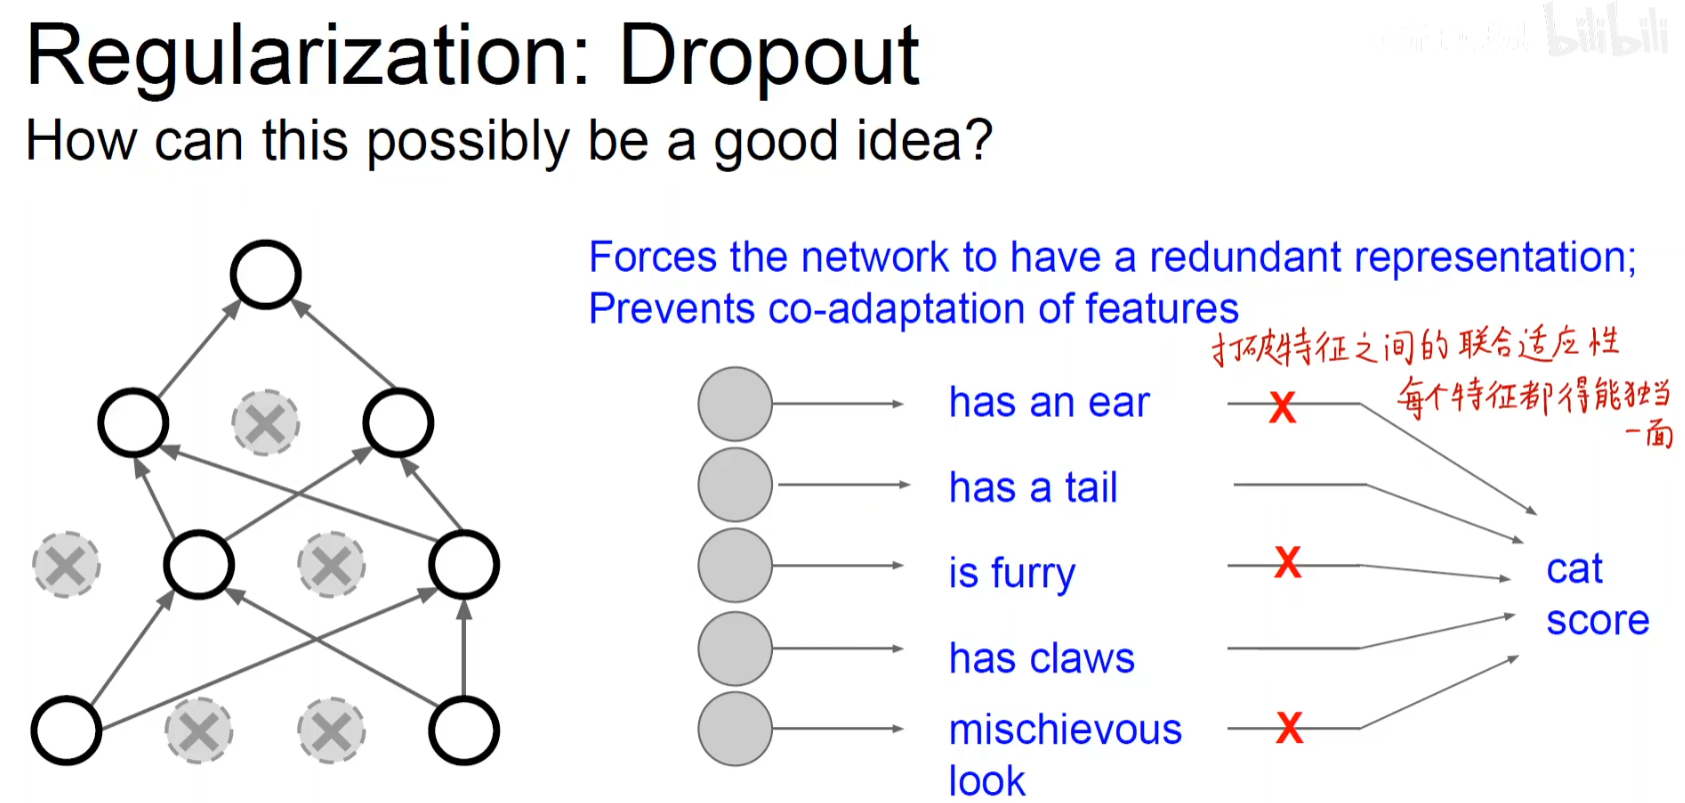 Regularization: Dropout
bilibili
How can this possibly be a good idea?
Forces the network to have a redundant representation;
Prevents co-adaptation of features
打破特征之间的联合适应性
每个特征都得能独当
一面
has an ear
X
has a tail
is furry
X
cat
score
has claws
mischievous
look
X